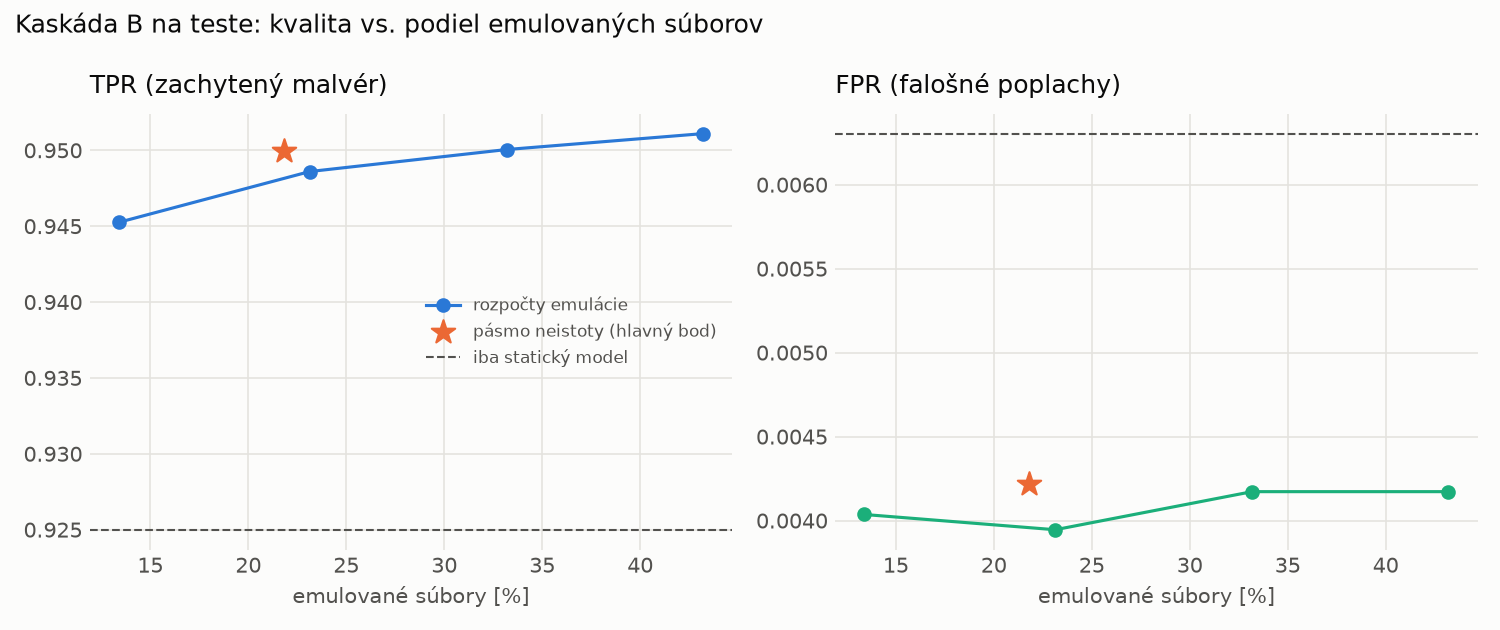 Kaskáda B na teste: kvalita vs. podiel emulovaných súborov
TPR (zachytený malvér)
0.950
0.945
0.940
0.935
0.930
0.925
rozpočty emulácie
pásmo neistoty (hlavný bod)
iba statický model
15 20 25 30 35 40
emulované súbory [%]
FPR (falošné poplachy)
0.0060
0.0055
0.0050
0.0045
0.0040
15 20 25 30 35 40
emulované súbory [%]